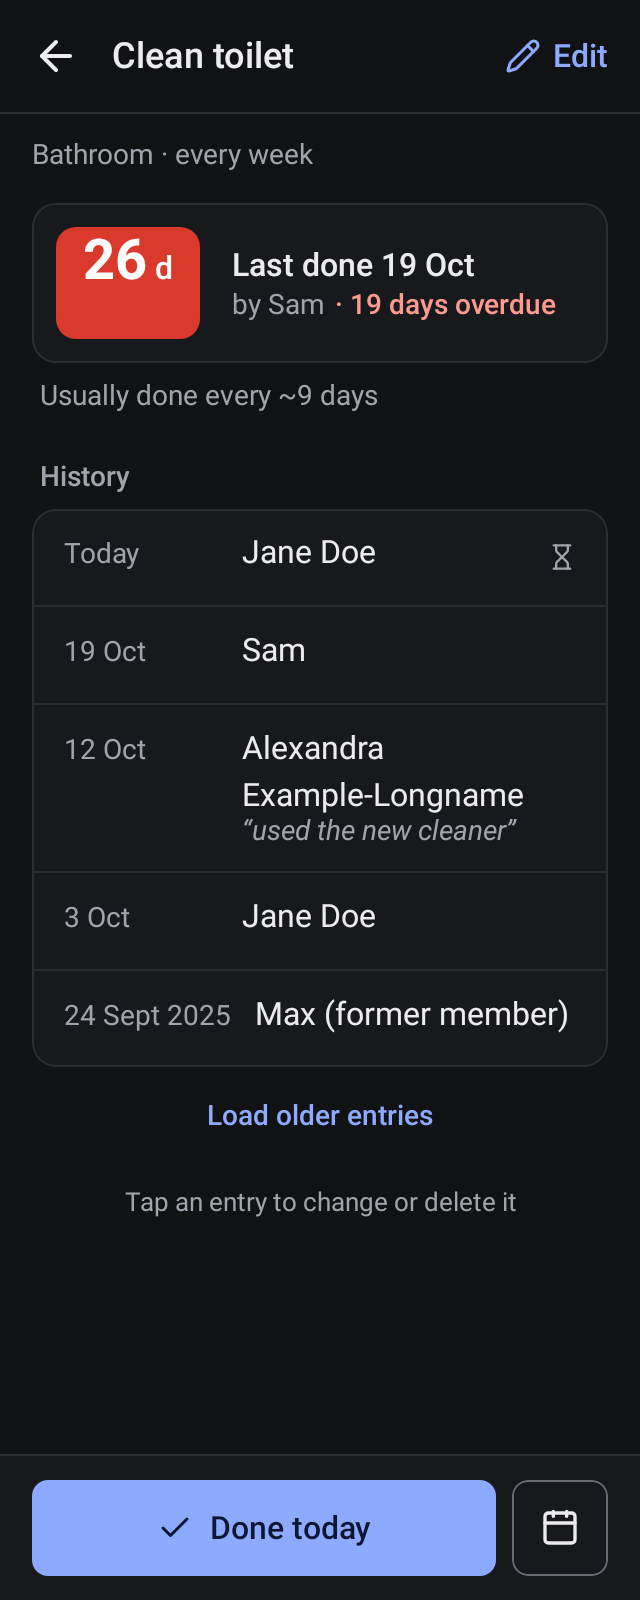 Clean toilet
Edit
Bathroom · every week
26 d
Last done 19 Oct
by Sam · 19 days overdue
Usually done every ~9 days
History
Today Jane Doe
19 Oct Sam
12 Oct Alexandra
Example-Longname
“used the new cleaner”
3 Oct Jane Doe
24 Sept 2025 Max (former member)
Load older entries
Tap an entry to change or delete it
Done today